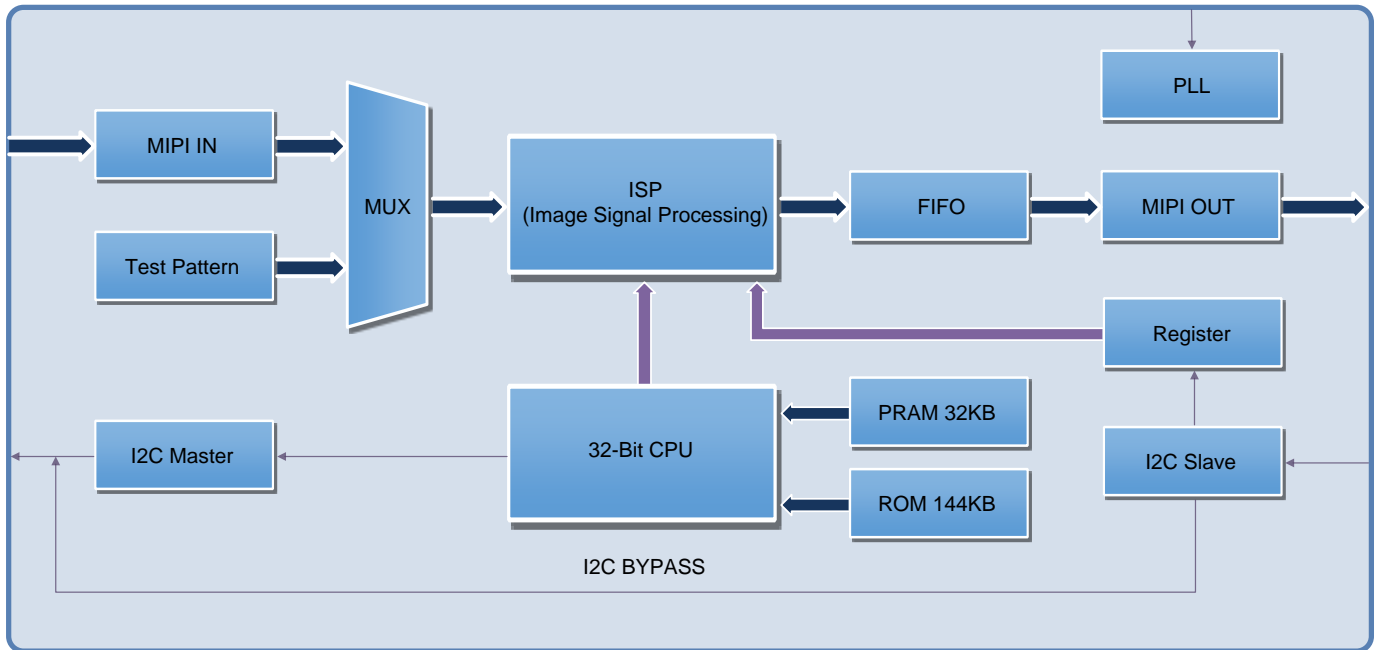 PLL
MIPI IN
MUX
ISP
(Image Signal Processing)
FIFO
MIPI OUT
Test Pattern
Register
PRAM 32KB
I2C Master
32-Bit CPU
I2C Slave
ROM 144KB
I2C BYPASS